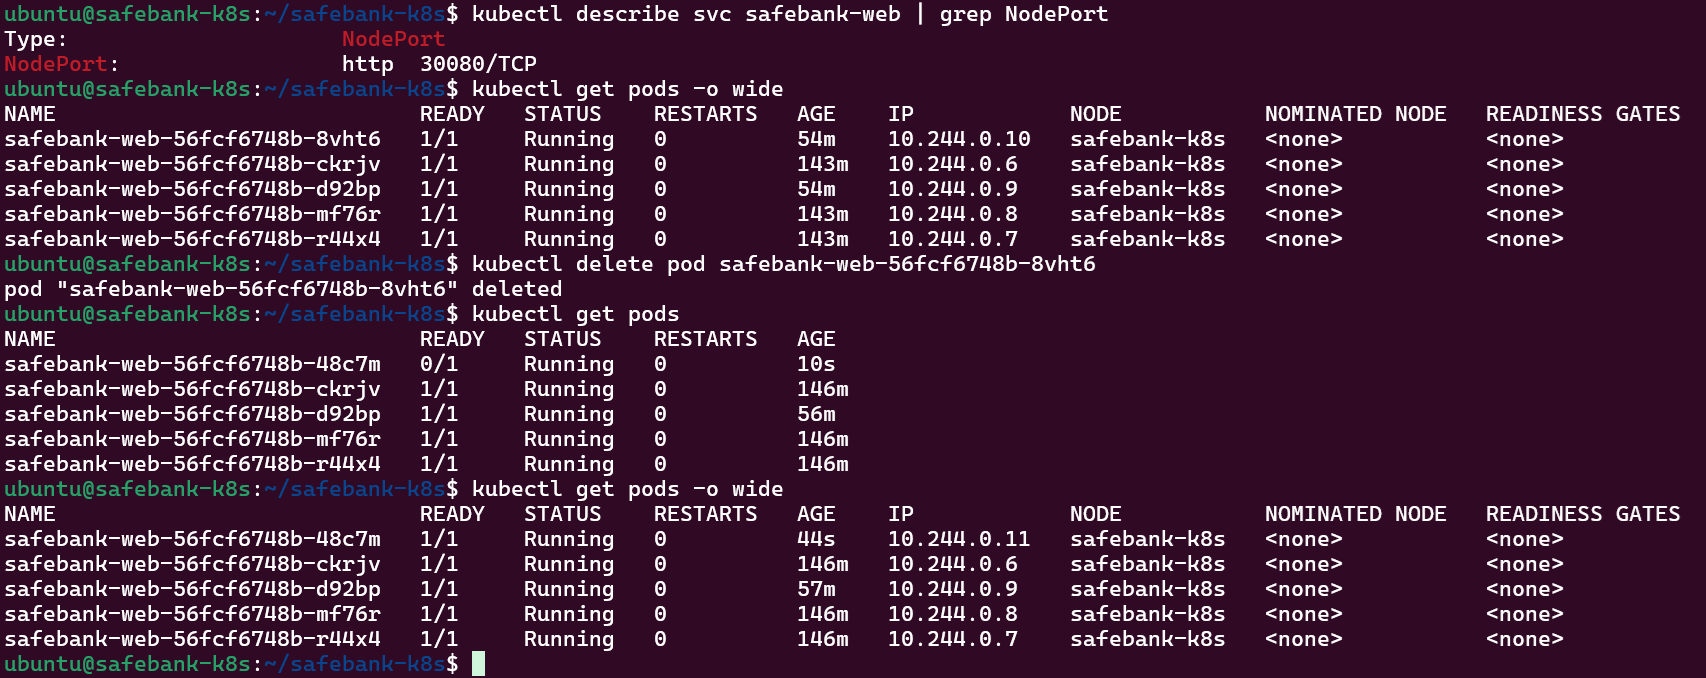 ubuntu@safebank-k8s:~/safebank-k8s$ kubectl describe svc safebank-web | grep NodePort
Type:                     NodePort
NodePort:                 http  30080/TCP
ubuntu@safebank-k8s:~/safebank-k8s$ kubectl get pods -o wide
NAME                            READY   STATUS    RESTARTS   AGE    IP            NODE           NOMINATED NODE   READINESS GATES
safebank-web-56fcf6748b-8vht6   1/1     Running   0          54m    10.244.0.10   safebank-k8s   <none>           <none>
safebank-web-56fcf6748b-ckrjv   1/1     Running   0          143m   10.244.0.6    safebank-k8s   <none>           <none>
safebank-web-56fcf6748b-d92bp   1/1     Running   0          54m    10.244.0.9    safebank-k8s   <none>           <none>
safebank-web-56fcf6748b-mf76r   1/1     Running   0          143m   10.244.0.8    safebank-k8s   <none>           <none>
safebank-web-56fcf6748b-r44x4   1/1     Running   0          143m   10.244.0.7    safebank-k8s   <none>           <none>
ubuntu@safebank-k8s:~/safebank-k8s$ kubectl delete pod safebank-web-56fcf6748b-8vht6
pod "safebank-web-56fcf6748b-8vht6" deleted
ubuntu@safebank-k8s:~/safebank-k8s$ kubectl get pods
NAME                            READY   STATUS    RESTARTS   AGE
safebank-web-56fcf6748b-48c7m   0/1     Running   0          10s
safebank-web-56fcf6748b-ckrjv   1/1     Running   0          146m
safebank-web-56fcf6748b-d92bp   1/1     Running   0          56m
safebank-web-56fcf6748b-mf76r   1/1     Running   0          146m
safebank-web-56fcf6748b-r44x4   1/1     Running   0          146m
ubuntu@safebank-k8s:~/safebank-k8s$ kubectl get pods -o wide
NAME                            READY   STATUS    RESTARTS   AGE    IP            NODE           NOMINATED NODE   READINESS GATES
safebank-web-56fcf6748b-48c7m   1/1     Running   0          44s    10.244.0.11   safebank-k8s   <none>           <none>
safebank-web-56fcf6748b-ckrjv   1/1     Running   0          146m   10.244.0.6    safebank-k8s   <none>           <none>
safebank-web-56fcf6748b-d92bp   1/1     Running   0          57m    10.244.0.9    safebank-k8s   <none>           <none>
safebank-web-56fcf6748b-mf76r   1/1     Running   0          146m   10.244.0.8    safebank-k8s   <none>           <none>
safebank-web-56fcf6748b-r44x4   1/1     Running   0          146m   10.244.0.7    safebank-k8s   <none>           <none>
ubuntu@safebank-k8s:~/safebank-k8s$